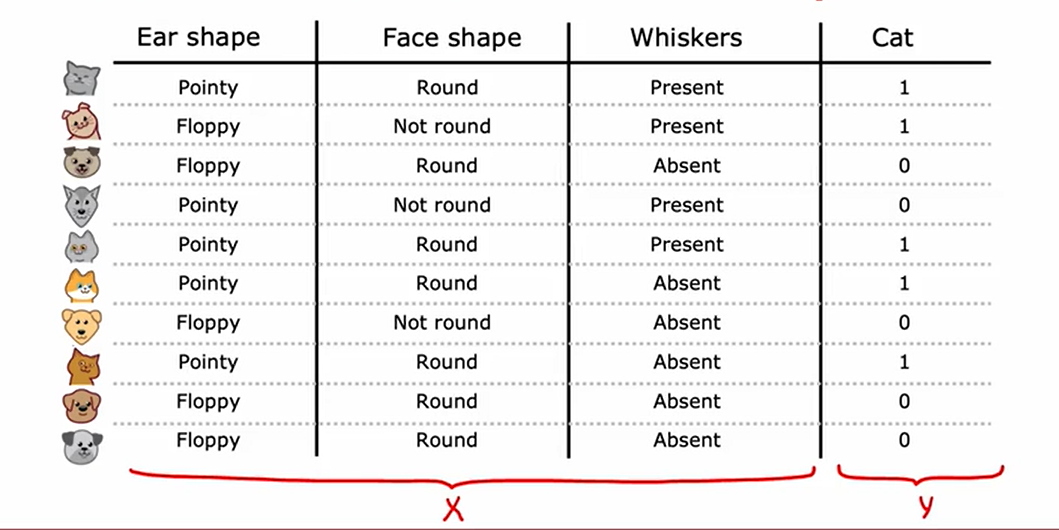 Ear shape Face shape Whiskers Cat
Pointy Round Present 1
Floppy Not round Present 1
Floppy Round Absent 0
Pointy Not round Present 0
Pointy Round Present 1
Pointy Round Absent 1
Floppy Not round Absent 0
Pointy Round Absent 1
Floppy Round Absent 0
Floppy Round Absent 0
X y